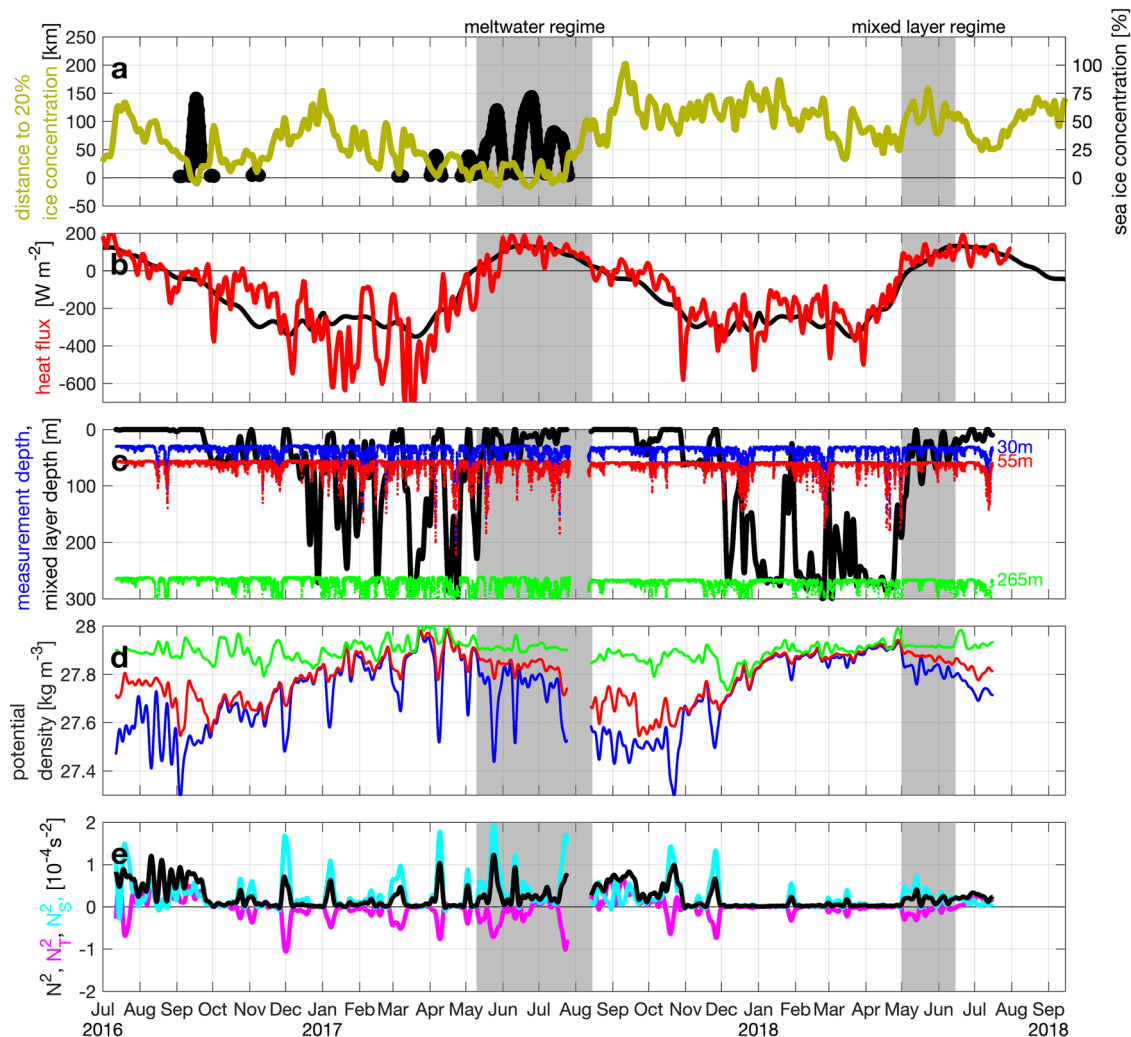 meltwater regime
mixed layer regime
a
distance to 20%
ice concentration [km]
250
200
150
100
50
0
-50
100
75
50
25
0
sea ice concentration [%]
b
heat flux [W m⁻²]
200
0
-200
-400
-600
c
measurement depth,
mixed layer depth [m]
0
100
200
300
30m
55m
265m
d
potential
density [kg m⁻³]
28
27.8
27.6
27.4
e
N², N²_T, N²_S, [10⁻⁴s⁻²]
2
1
0
-1
-2
Jul Aug Sep Oct Nov Dec Jan Feb Mar Apr May Jun Jul Aug Sep Oct Nov Dec Jan Feb Mar Apr May Jun Jul Aug Sep
2016 2017 2018 2018